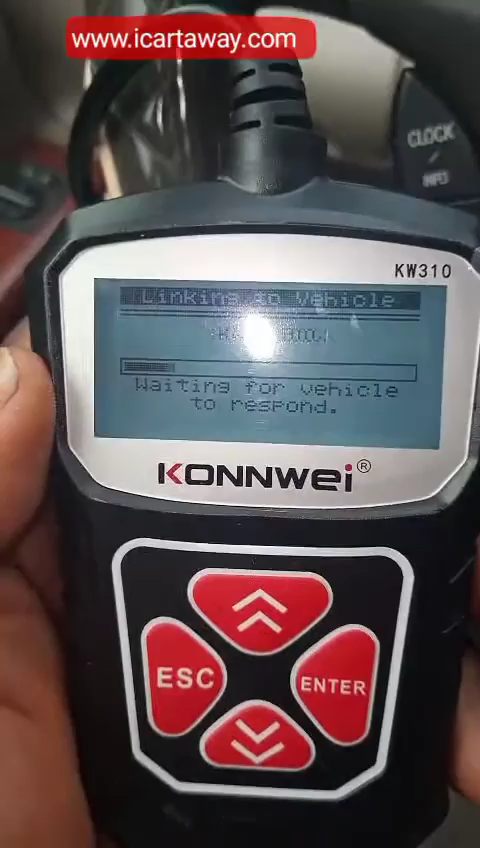 www.icartaway.com
CLOCK
INFO
KW310
Linking to Vehicle
Waiting for vehicle
to respond.
KONNWEi®
ESC
ENTER